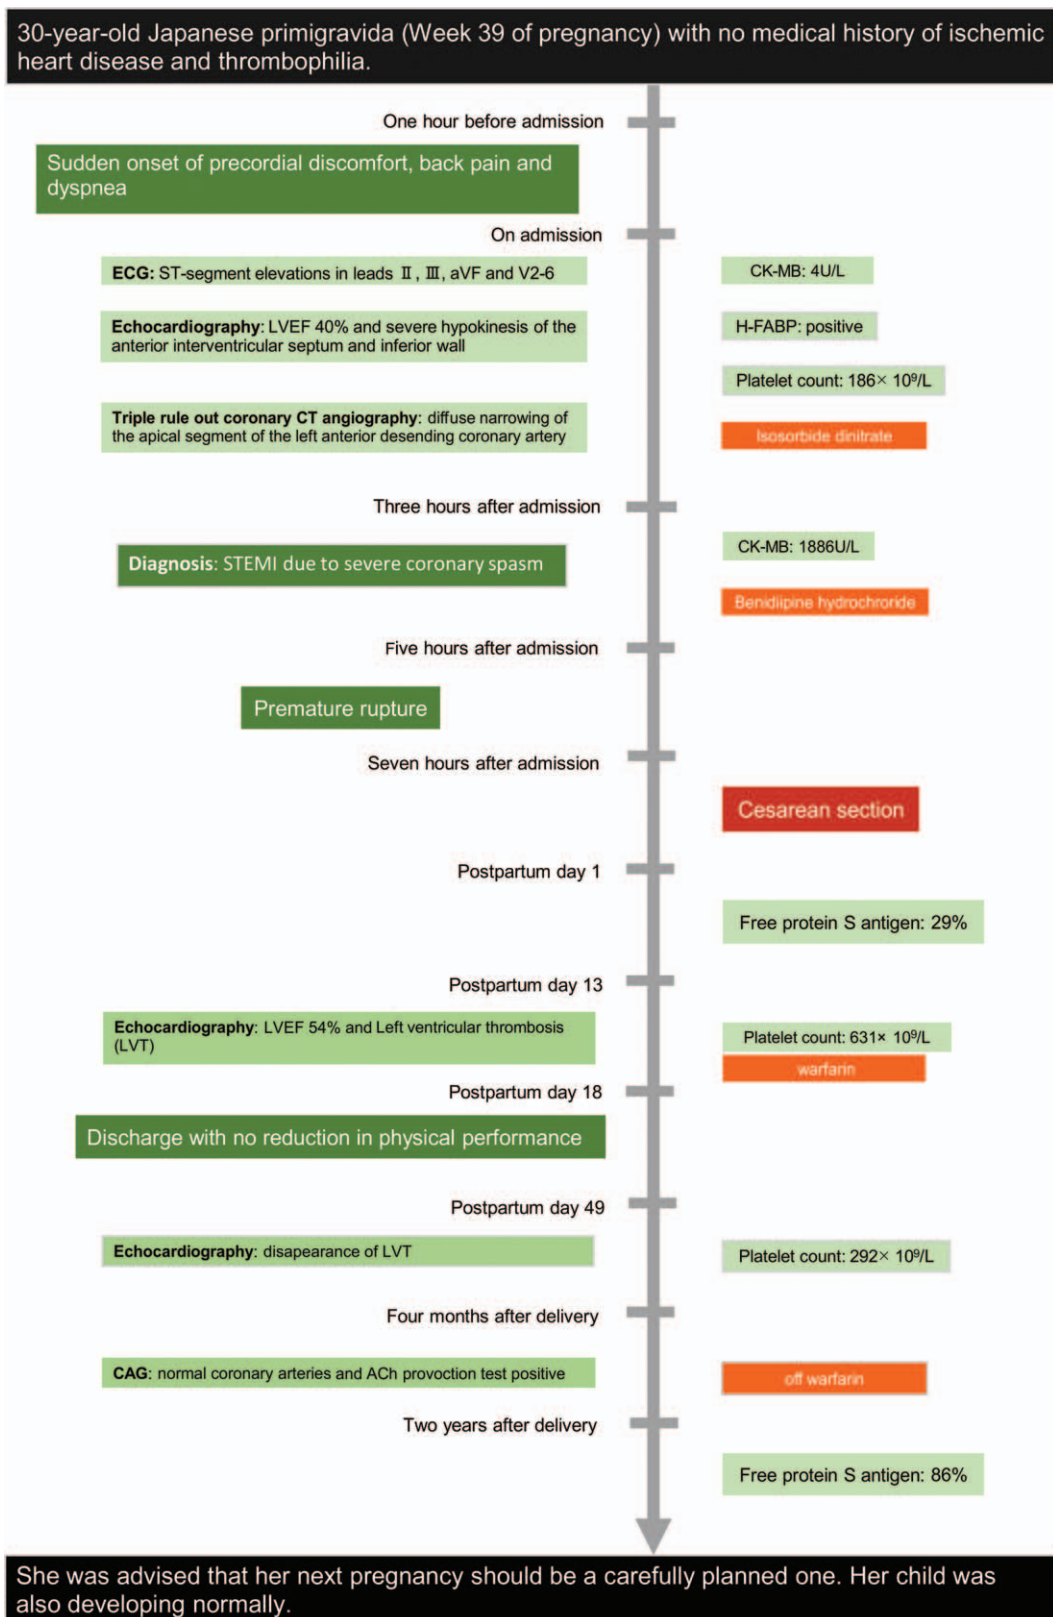 30-year-old Japanese primigravida (Week 39 of pregnancy) with no medical history of ischemic
heart disease and thrombophilia.
One hour before admission
Sudden onset of precordial discomfort, back pain and
dyspnea
On admission
ECG: ST-segment elevations in leads Ⅱ, Ⅲ, aVF and V2-6
CK-MB: 4U/L
Echocardiography: LVEF 40% and severe hypokinesis of the
anterior interventricular septum and inferior wall
H-FABP: positive
Platelet count: 186× 10⁹/L
Triple rule out coronary CT angiography: diffuse narrowing of
the apical segment of the left anterior desending coronary artery
Isosorbide dinitrate
Three hours after admission
Diagnosis: STEMI due to severe coronary spasm
CK-MB: 1886U/L
Benidiipine hydrochroride
Five hours after admission
Premature rupture
Seven hours after admission
Cesarean section
Postpartum day 1
Free protein S antigen: 29%
Postpartum day 13
Echocardiography: LVEF 54% and Left ventricular thrombosis
(LVT)
Platelet count: 631× 10⁹/L
warfarin
Postpartum day 18
Discharge with no reduction in physical performance
Postpartum day 49
Echocardiography: disapearance of LVT
Platelet count: 292× 10⁹/L
Four months after delivery
CAG: normal coronary arteries and ACh provoction test positive
off warfarin
Two years after delivery
Free protein S antigen: 86%
She was advised that her next pregnancy should be a carefully planned one. Her child was
also developing normally.